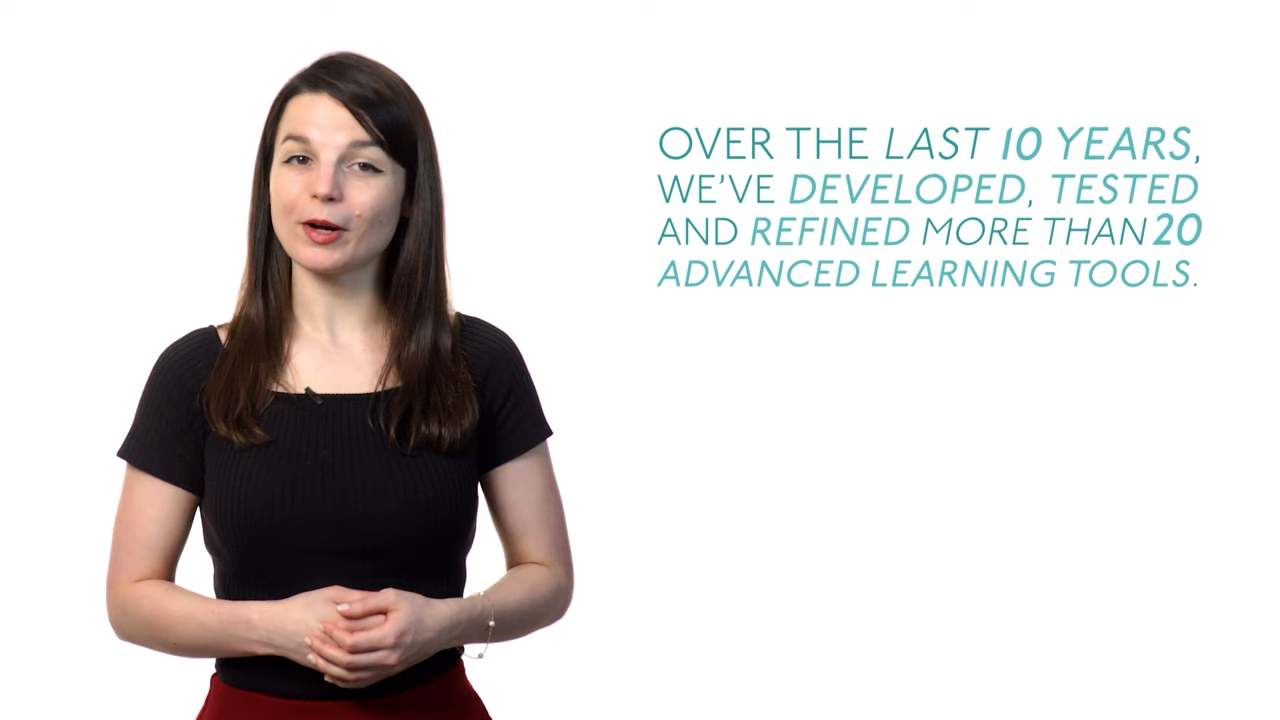 OVER THE LAST 10 YEARS,
WE'VE DEVELOPED, TESTED
AND REFINED MORE THAN 20
ADVANCED LEARNING TOOLS.